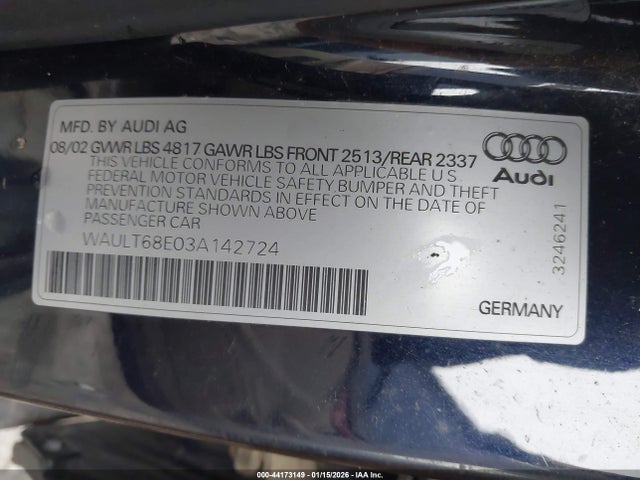 MFD. BY AUDI AG
08/02 GVWR LBS 4817 GAWR LBS FRONT 2513/REAR 2337
THIS VEHICLE CONFORMS TO ALL APPLICABLE U S
FEDERAL MOTOR VEHICLE SAFETY BUMPER AND THEFT
PREVENTION STANDARDS IN EFFECT ON THE DATE OF
MANUFACTURE SHOWN ABOVE
PASSENGER CAR
WAULT68E03A142724
Audi
3246241
GERMANY
000-44173149 - 01/15/2026 - IAA Inc.